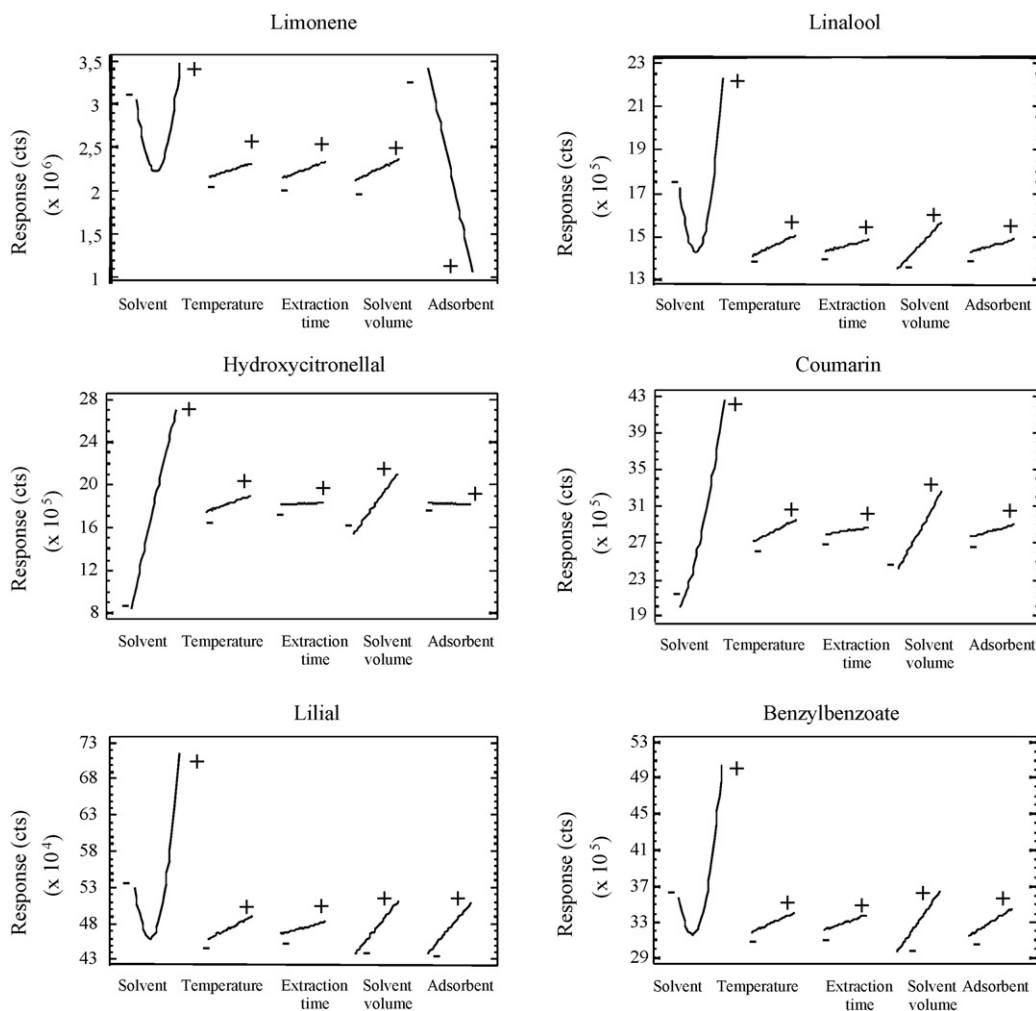 Limonene
Response (cts)
(x 10⁶)
3,5
3
2,5
2
1,5
1
- + - + - + - + - +
Solvent Temperature Extraction time Solvent volume Adsorbent
Linalool
Response (cts)
(x 10⁵)
23
21
19
17
15
13
- + - + - + - + - +
Solvent Temperature Extraction time Solvent volume Adsorbent
Hydroxycitronellal
Response (cts)
(x 10⁵)
28
24
20
16
12
8
- + - + - + - + - +
Solvent Temperature Extraction time Solvent volume Adsorbent
Coumarin
Response (cts)
(x 10⁵)
43
39
35
31
27
23
19
- + - + - + - + - +
Solvent Temperature Extraction time Solvent volume Adsorbent
Lilial
Response (cts)
(x 10⁴)
73
68
63
58
53
48
43
- + - + - + - + - +
Solvent Temperature Extraction time Solvent volume Adsorbent
Benzylbenzoate
Response (cts)
(x 10⁵)
53
49
45
41
37
33
29
- + - + - + - + - +
Solvent Temperature Extraction time Solvent volume Adsorbent